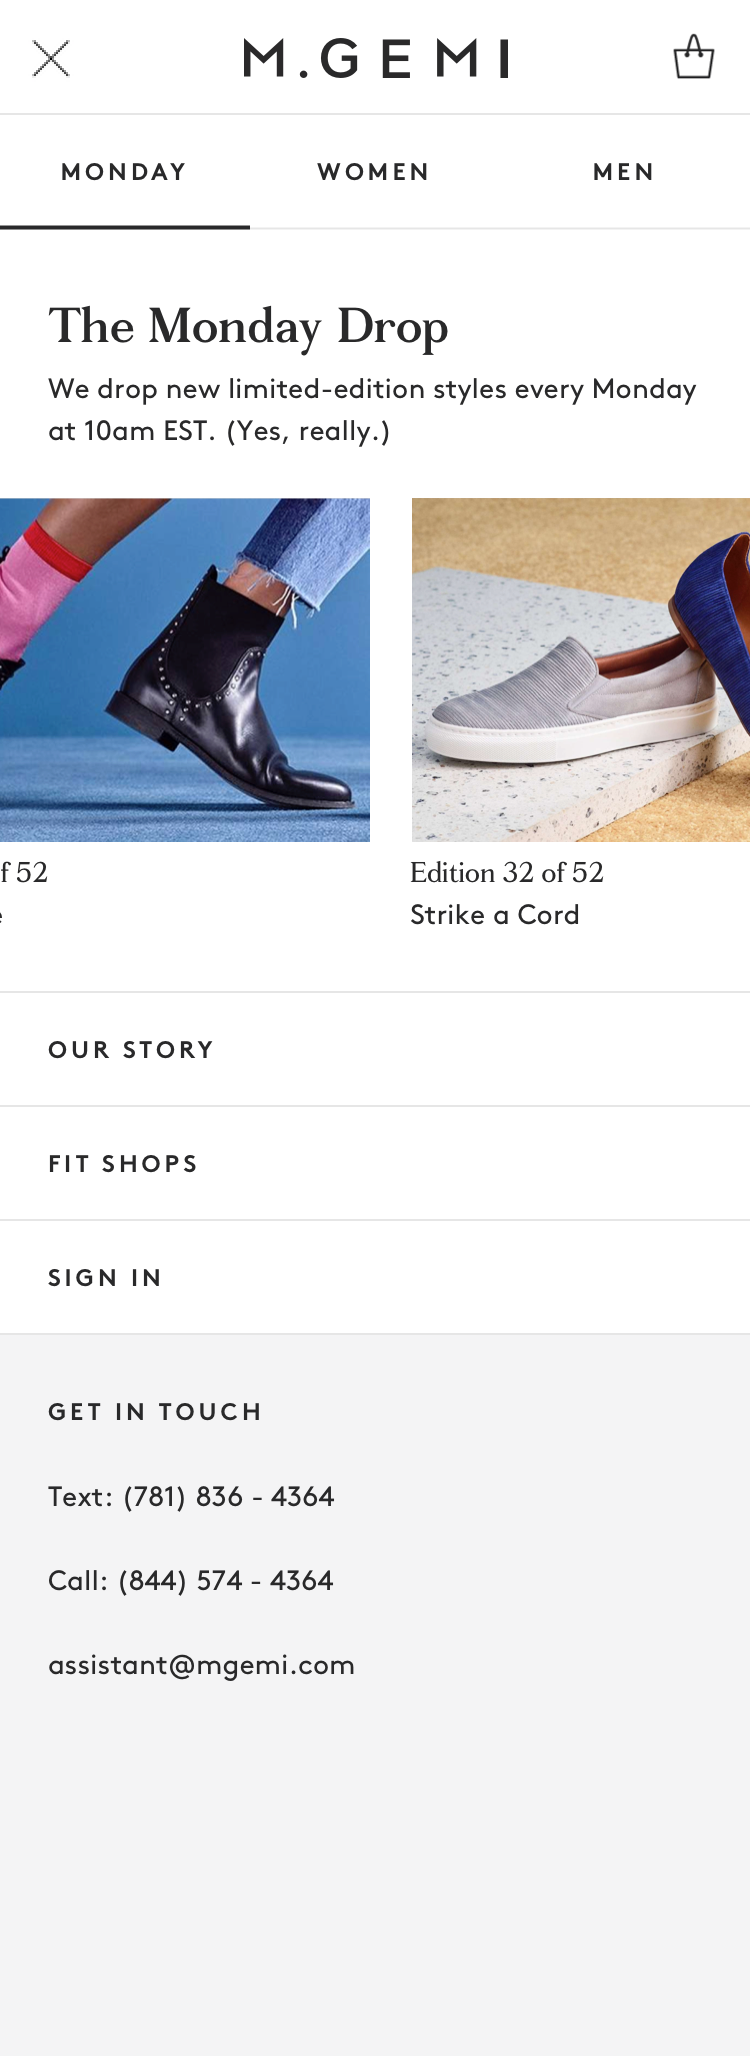 M.GEMI
MONDAY
WOMEN
MEN
The Monday Drop
We drop new limited-edition styles every Monday
at 10am EST. (Yes, really.)
f 52
Edition 32 of 52
e
Strike a Cord
OUR STORY
FIT SHOPS
SIGN IN
GET IN TOUCH
Text: (781) 836 - 4364
Call: (844) 574 - 4364
assistant@mgemi.com